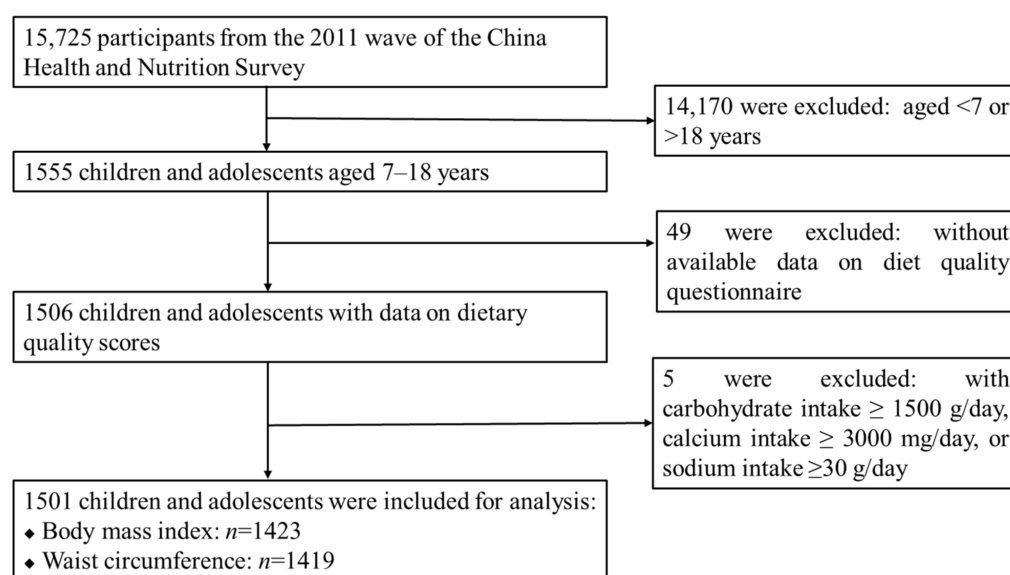 15,725 participants from the 2011 wave of the China
Health and Nutrition Survey
14,170 were excluded: aged <7 or
>18 years
1555 children and adolescents aged 7–18 years
49 were excluded: without
available data on diet quality
questionnaire
1506 children and adolescents with data on dietary
quality scores
5 were excluded: with
carbohydrate intake ≥ 1500 g/day,
calcium intake ≥ 3000 mg/day, or
sodium intake ≥30 g/day
1501 children and adolescents were included for analysis:
◆ Body mass index: n=1423
◆ Waist circumference: n=1419